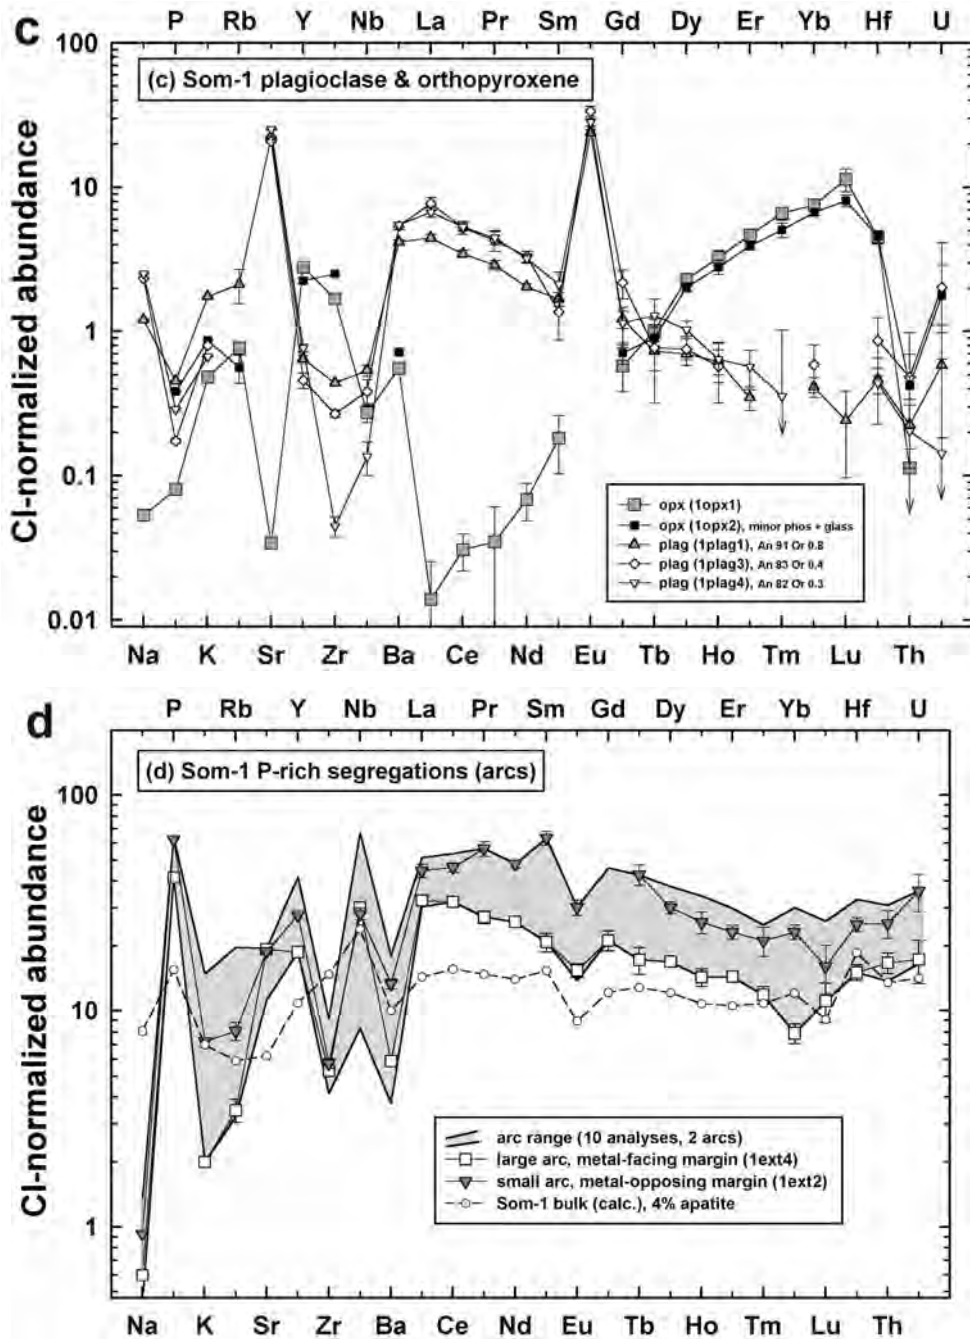 c
P Rb Y Nb La Pr Sm Gd Dy Er Yb Hf U
100
(c) Som-1 plagioclase & orthopyroxene
10
1
0.1
0.01
CI-normalized abundance
opx (1opx1)
opx (1opx2), minor phos + glass
plag (1plag1), An 91 Or 0.8
plag (1plag3), An 83 Or 0.4
plag (1plag4), An 82 Or 0.3
Na K Sr Zr Ba Ce Nd Eu Tb Ho Tm Lu Th
d
P Rb Y Nb La Pr Sm Gd Dy Er Yb Hf U
(d) Som-1 P-rich segregations (arcs)
100
10
1
CI-normalized abundance
arc range (10 analyses, 2 arcs)
large arc, metal-facing margin (1ext4)
small arc, metal-opposing margin (1ext2)
Som-1 bulk (calc.), 4% apatite
Na K Sr Zr Ba Ce Nd Eu Tb Ho Tm Lu Th